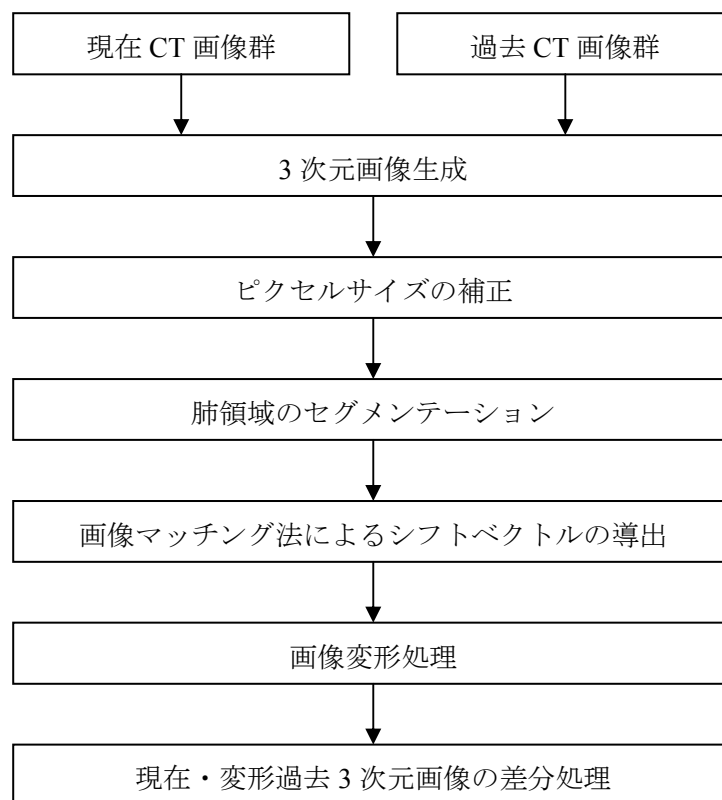 現在 CT 画像群
過去 CT 画像群
3 次元画像生成
ピクセルサイズの補正
肺領域のセグメンテーション
画像マッチング法によるシフトベクトルの導出
画像変形処理
現在・変形過去 3 次元画像の差分処理